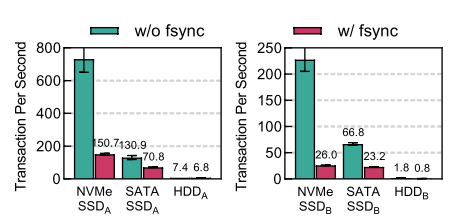 w/o fsync
w/ fsync
Transaction Per Second
800
600
400
200
0
150.7
130.9
70.8
7.4
6.8
NVMe SSD_A
SATA SSD_A
HDD_A
Transaction Per Second
250
200
150
100
50
0
26.0
66.8
23.2
1.8
0.8
NVMe SSD_B
SATA SSD_B
HDD_B